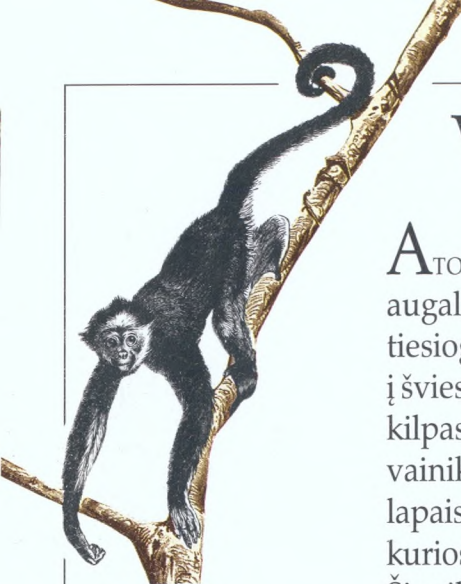 ATO
augal
tiesiog
į švies
kilpas
vainik
lapais
kurios